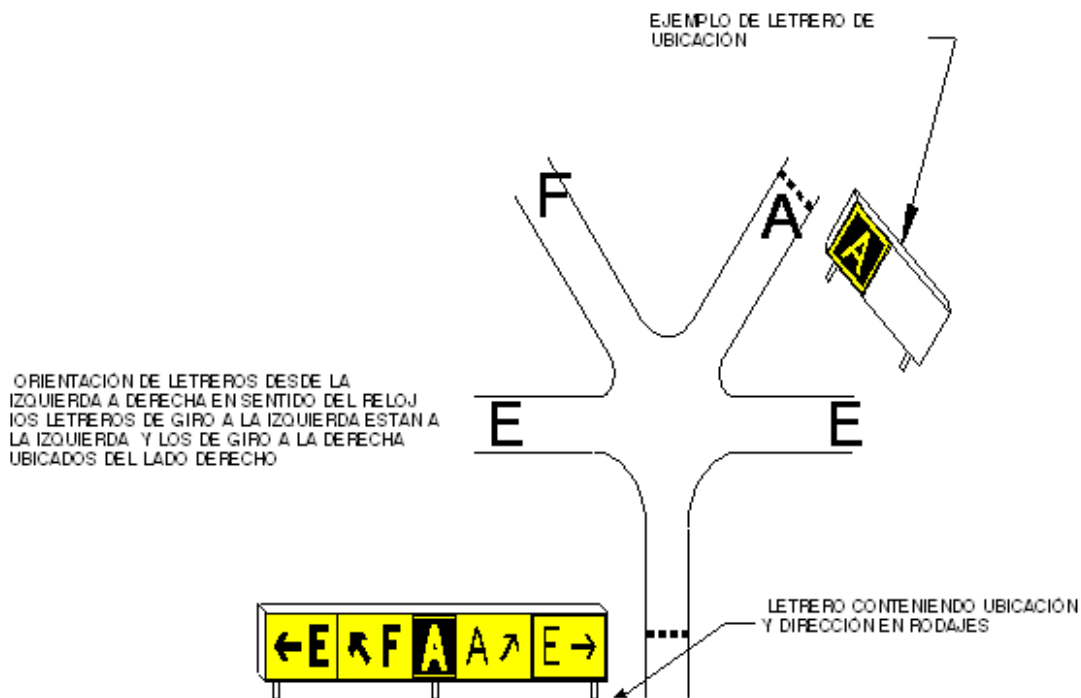 EJEMPLO DE LETRERO DE
UBICACIÓN
F
A
A
ORIENTACIÓN DE LETREROS DESDE LA
IZQUIERDA A DERECHA EN SENTIDO DEL RELOJ
lOS LETREROS DE GIRO A LA IZQUIERDA ESTAN A
LA IZQUIERDA Y LOS DE GIRO A LA DERECHA
UBICADOS DEL LADO DERECHO
E
E
LETRERO CONTENIENDO UBICACIÓN
Y DIRECCIÓN EN RODAJES
←E ↖F A A↗ E→